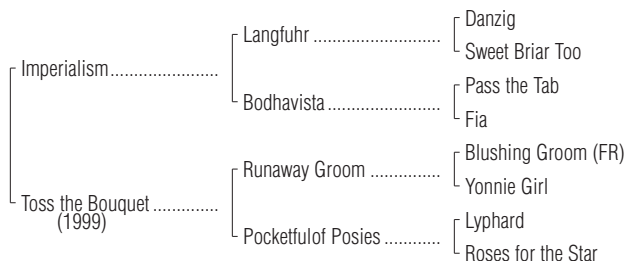 Danzig
Langfuhr ...........................
Sweet Briar Too
Imperialism.......................
Pass the Tab
Bodhavista ........................
Fia
Blushing Groom (FR)
Runaway Groom ...............
Yonnie Girl
Toss the Bouquet ..............
(1999)
Lyphard
Pocketfulof Posies ............
Roses for the Star